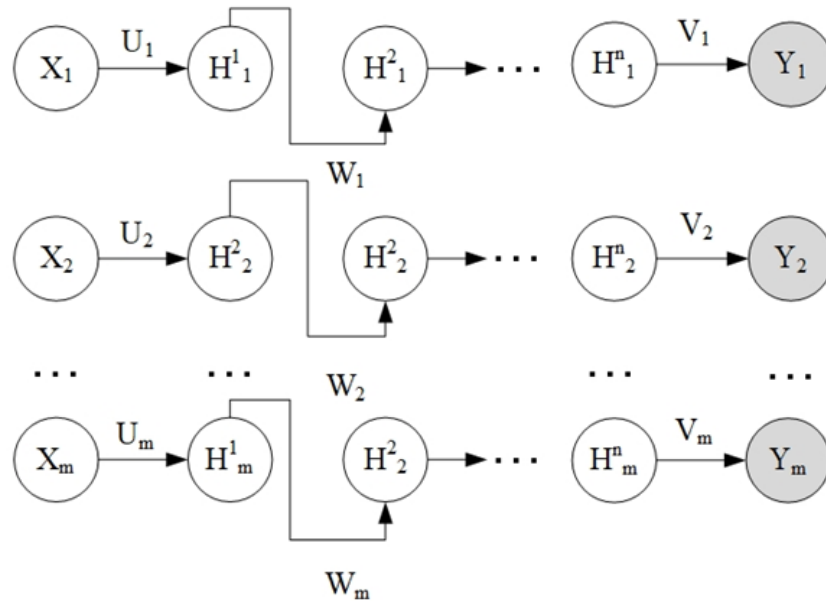 X₁ U₁ H¹₁ H²₁ ... Hⁿ₁ V₁ Y₁
W₁
X₂ U₂ H²₂ H²₂ ... Hⁿ₂ V₂ Y₂
... ... ... ...
W₂
Xₘ Uₘ H¹ₘ H²₂ ... Hⁿₘ Vₘ Yₘ
Wₘ